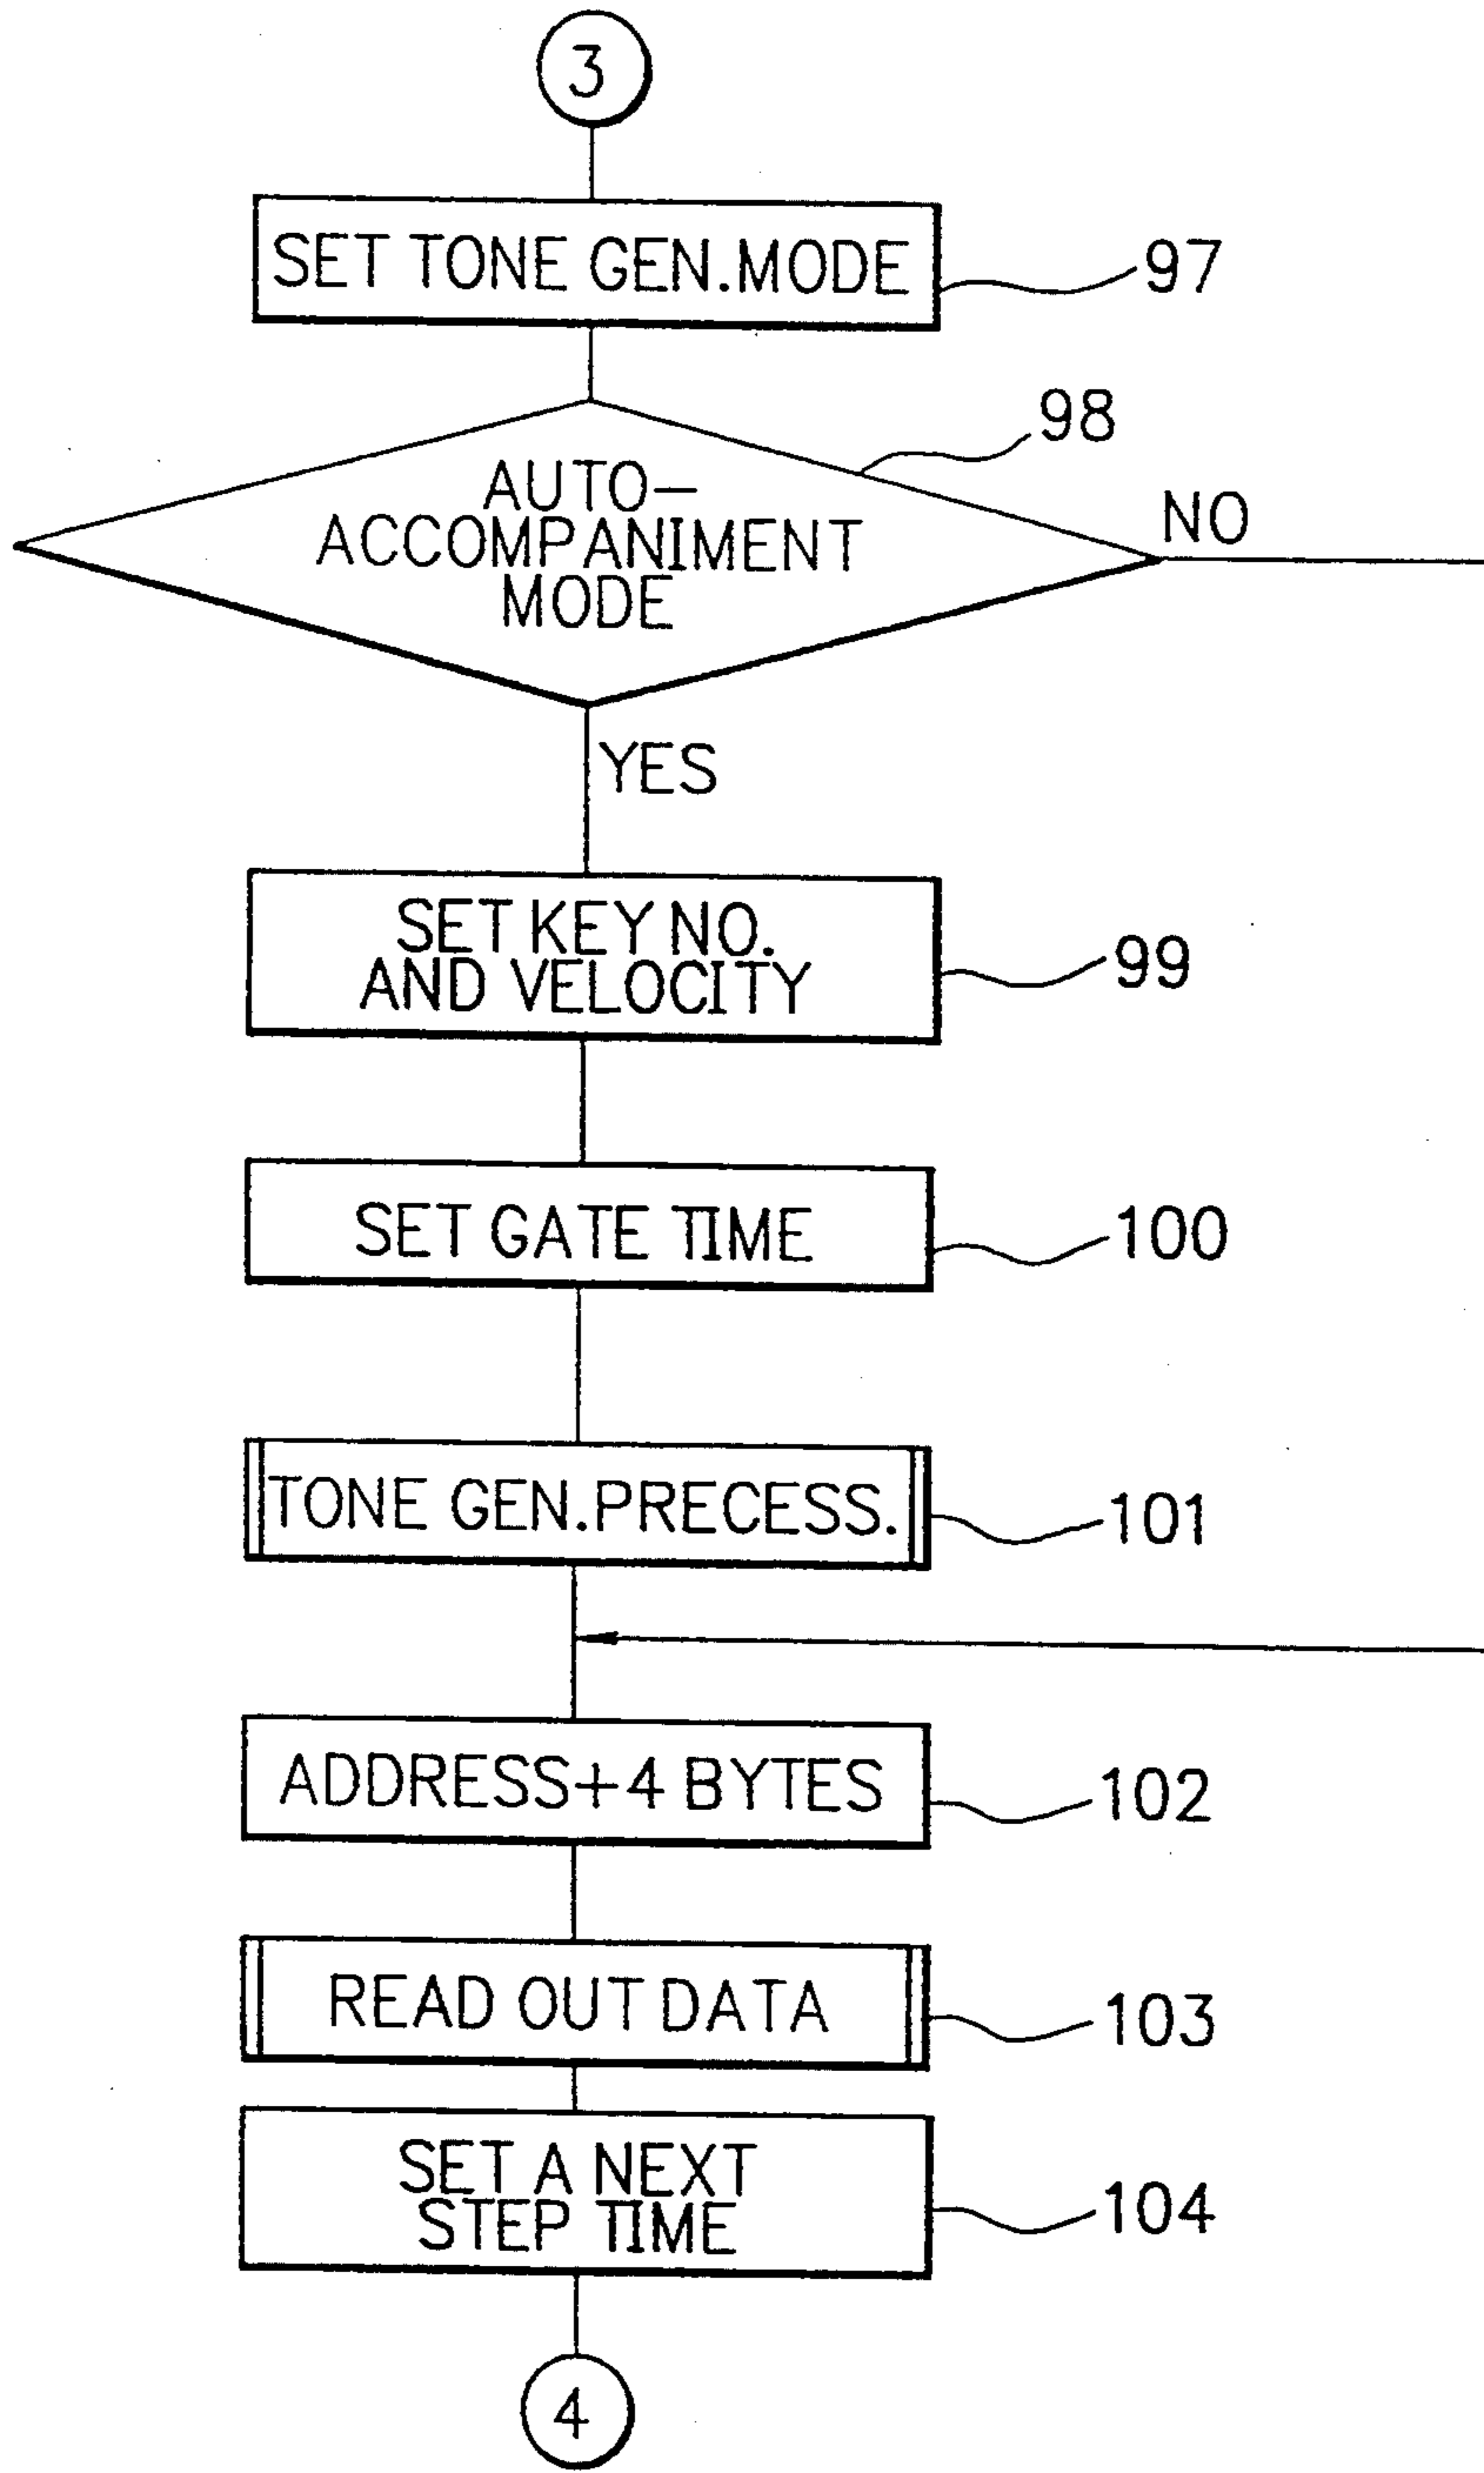 3
SET TONE GEN.MODE
97
98
AUTO-
ACCOMPANIMENT
MODE
NO
YES
SET KEY NO.
AND VELOCITY
99
SET GATE TIME
100
TONE GEN.PRECESS.
101
ADDRESS+4 BYTES
102
READ OUT DATA
103
SET A NEXT
STEP TIME
104
4